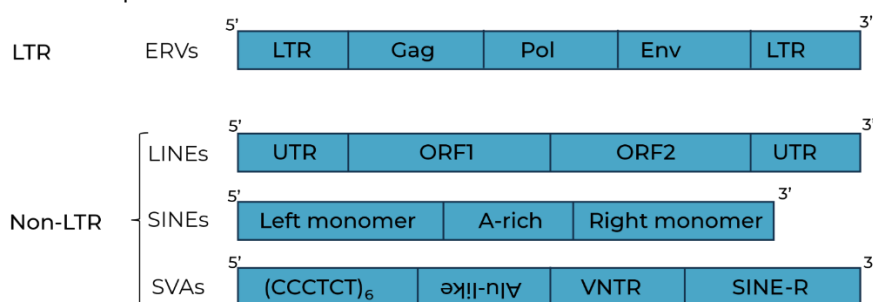 5' 3'
LTR ERVs LTR Gag Pol Env LTR
5' 3'
LINEs UTR ORF1 ORF2 UTR
5' 3'
Non-LTR SINEs Left monomer A-rich Right monomer
5' 3'
SVAs (CCCTCT)₆ Alu-like VNTR SINE-R